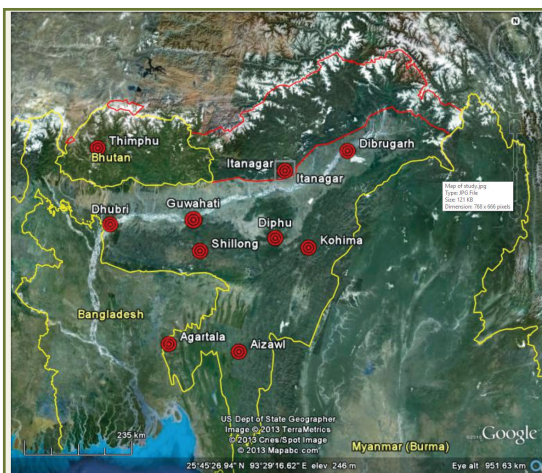 N
Thimphu
Bhutan
Dibrugarh
Itanagar
Itanagar
Map of study.jpg
Type: JPG File
Size: 121 KB
Dimension: 768 x 666 pixels
Guwahati
Dhubri
Diphu
Shillong
Kohima
Bangladesh
Agartala
Aizawl
US Dept of State Geographer
Image © 2013 TerraMetrics
© 2013 Cnes/Spot Image
© 2013 Mapabc.com
Google
235 km
Myanmar (Burma)
25°45'26.94" N 93°29'16.62" E elev 246 m
Eye alt 951.63 km